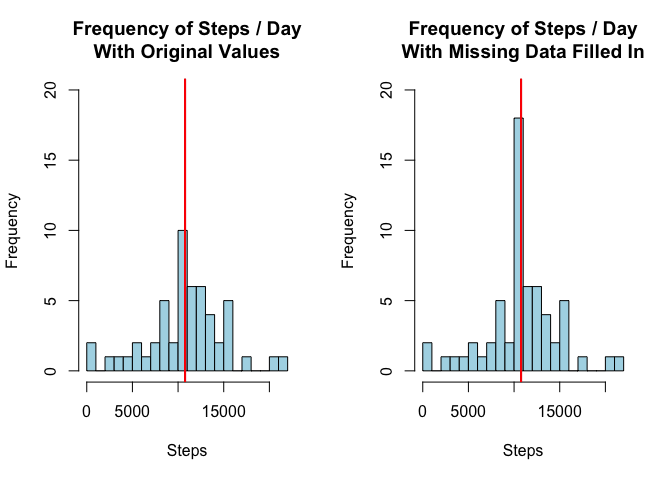 Frequency of Steps / Day
With Original Values
20
15
10
5
0
Frequency
0 5000 15000
Steps
Frequency of Steps / Day
With Missing Data Filled In
20
15
10
5
0
Frequency
0 5000 15000
Steps